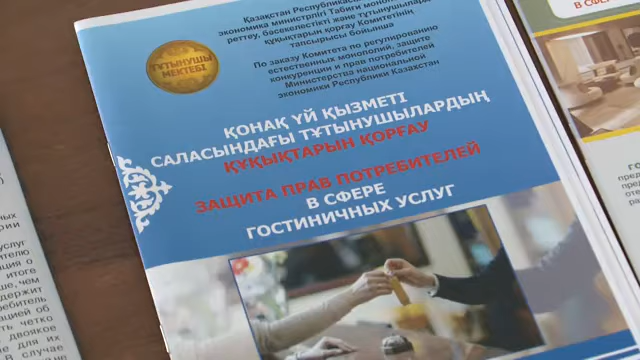 Қазақстан Республикасы
экономика министрлігі Табиғи монополияларды
реттеу, бәсекелестікті және тұтынушылардың
құқықтарын қорғау Комитетінің
тапсырысы бойынша
По заказу Комитета по регулированию
естественных монополий, защите
конкуренции и прав потребителей
Министерства национальной
экономики Республики Казахстан
ТҰТЫНУШЫ
МЕКТЕБІ
ҚОНАҚ ҮЙ ҚЫЗМЕТІ
САЛАСЫНДАҒЫ ТҰТЫНУШЫЛАРДЫҢ
ҚҰҚЫҚТАРЫН ҚОРҒАУ
ЗАЩИТА ПРАВ ПОТРЕБИТЕЛЕЙ
В СФЕРЕ
ГОСТИНИЧНЫХ УСЛУГ
В СФЕР